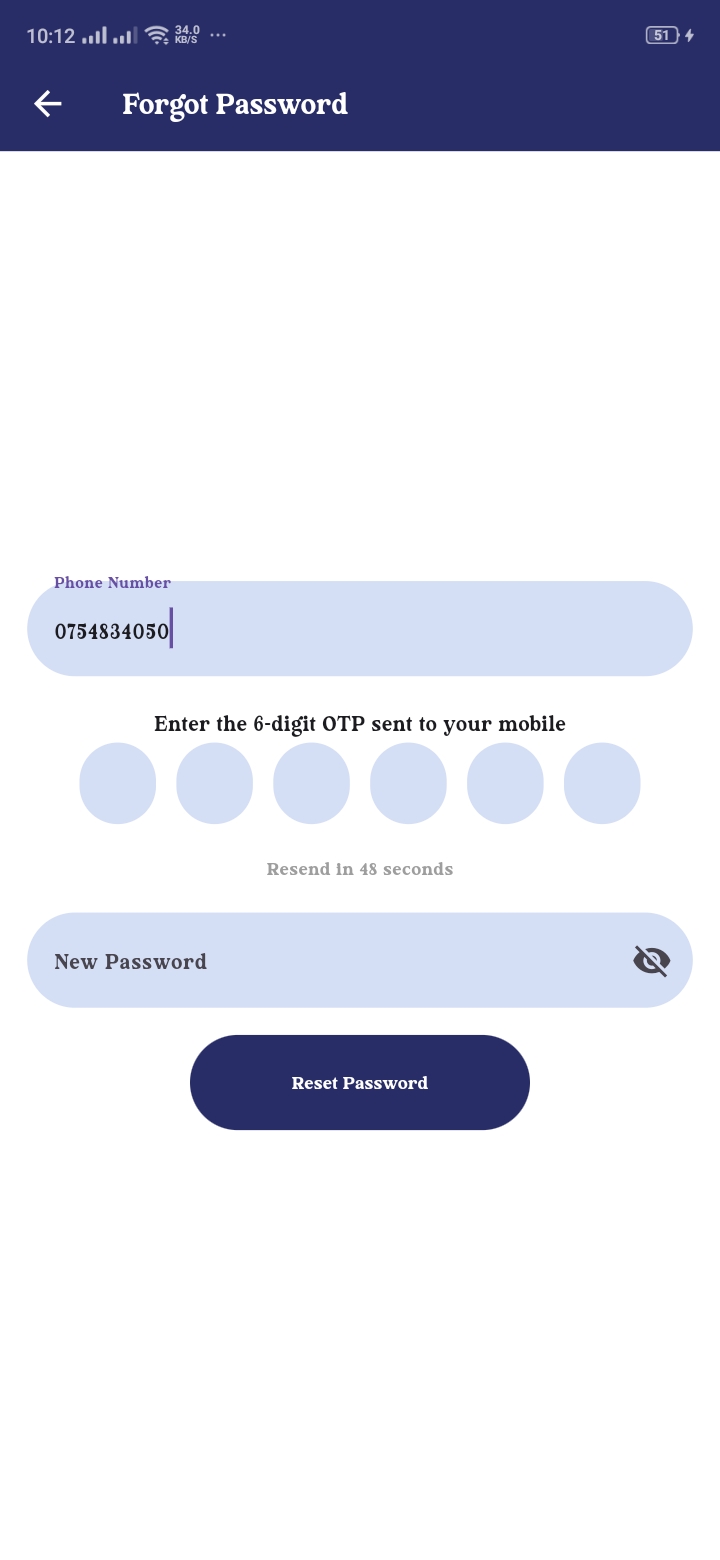 10:12 34.0 KB/S ... 51
Forgot Password
Phone Number
0754834050
Enter the 6-digit OTP sent to your mobile
Resend in 48 seconds
New Password
Reset Password